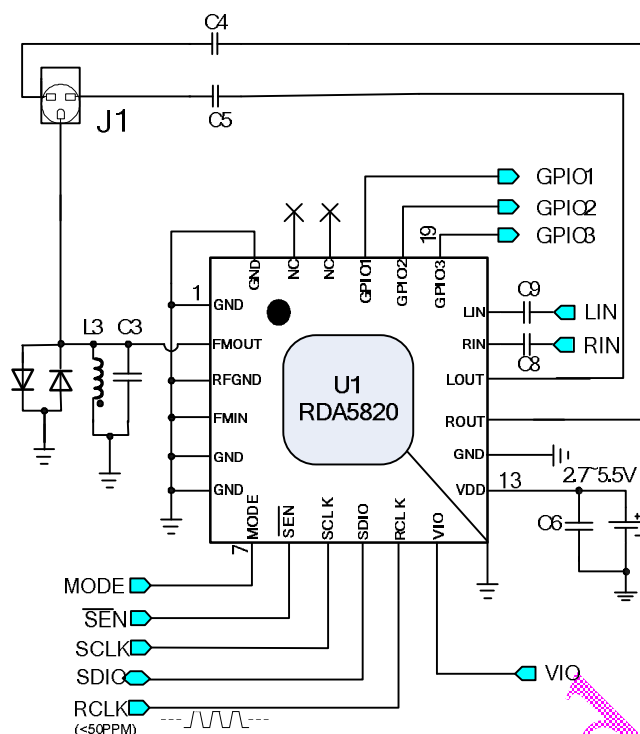 C4
C5
J1
GPIO1
GPIO2
GPIO3
19
GND
NC
NC
GPIO1
GPIO2
GPIO3
1
GND
LIN
C9
LIN
L3
C3
FMOUT
RIN
C8
RIN
RFGND
U1
RDA5820
LOUT
FMIN
ROUT
GND
GND
2.7~5.5V
GND
VDD
13
C6
MODE
SEN
SCLK
SDIO
RCLK
VIO
7
MODE
SEN
SCLK
SDIO
VIO
RCLK
(<50PPM)